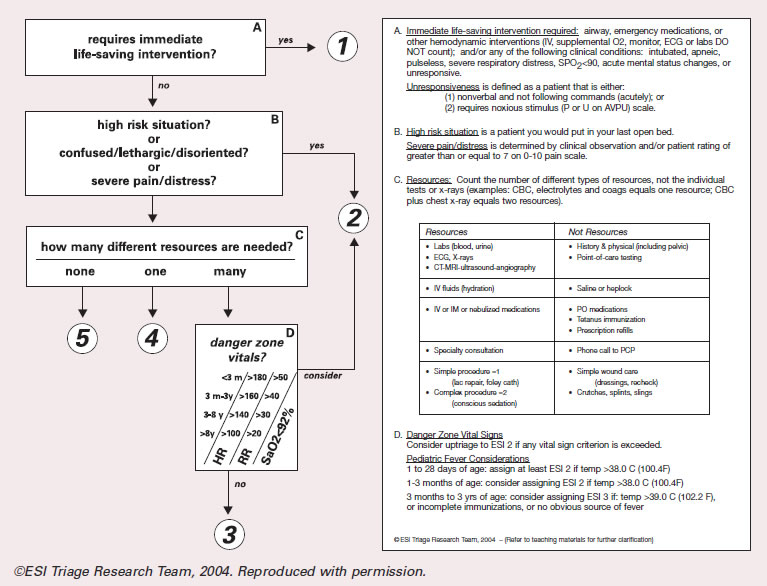 A
requires immediate
life-saving intervention?
yes
1
no
B
high risk situation?
or
confused/lethargic/disoriented?
or
severe pain/distress?
yes
2
C
how many different resources are needed?
none one many
5 4
D
danger zone
vitals?
<3 m >180 >50
3 m-3y >160 >40
3-8 y >140 >30
>8y >100 >20
HR RR SaO2<92%
consider
no
3
A. Immediate life-saving intervention required: airway, emergency medications, or
other hemodynamic interventions (IV, supplemental O2, monitor, ECG or labs DO
NOT count); and/or any of the following clinical conditions: intubated, apneic,
pulseless, severe respiratory distress, SPO2<90, acute mental status changes, or
unresponsive.
Unresponsiveness is defined as a patient that is either:
(1) nonverbal and not following commands (acutely); or
(2) requires noxious stimulus (P or U on AVPU) scale.
B. High risk situation is a patient you would put in your last open bed.
Severe pain/distress is determined by clinical observation and/or patient rating of
greater than or equal to 7 on 0-10 pain scale.
C. Resources: Count the number of different types of resources, not the individual
tests or x-rays (examples: CBC, electrolytes and coags equals one resource; CBC
plus chest x-ray equals two resources).
Resources Not Resources
• Labs (blood, urine) • History & physical (including pelvic)
• ECG, X-rays • Point-of-care testing
• CT-MRI-ultrasound-angiography
• IV fluids (hydration) • Saline or heplock
• IV or IM or nebulized medications • PO medications
• Tetanus immunization
• Prescription refills
• Specialty consultation • Phone call to PCP
• Simple procedure =1 • Simple wound care
(lac repair, foley cath) (dressings, recheck)
• Complex procedure =2 • Crutches, splints, slings
(conscious sedation)
D. Danger Zone Vital Signs
Consider uptriage to ESI 2 if any vital sign criterion is exceeded.
Pediatric Fever Considerations
1 to 28 days of age: assign at least ESI 2 if temp >38.0 C (100.4F)
1-3 months of age: consider assigning ESI 2 if temp >38.0 C (100.4F)
3 months to 3 yrs of age: consider assigning ESI 3 if: temp >39.0 C (102.2 F),
or incomplete immunizations, or no obvious source of fever
©ESI Triage Research Team, 2004 – (Refer to teaching materials for further clarification)
©ESI Triage Research Team, 2004. Reproduced with permission.